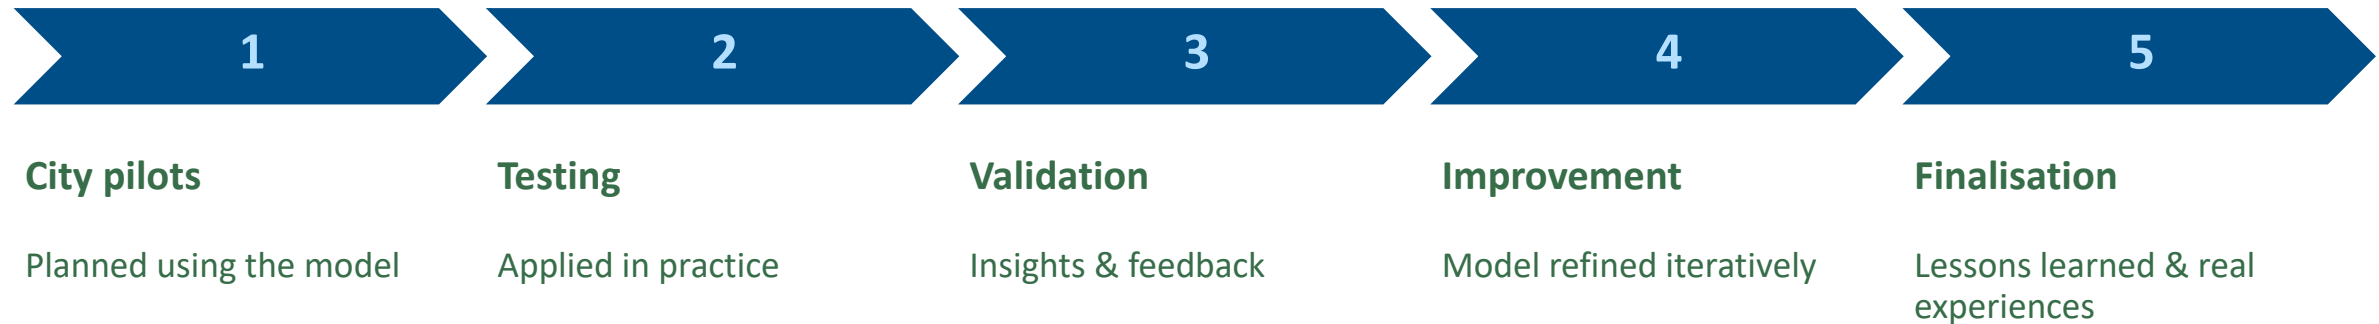 1
2
3
4
5
City pilots
Planned using the model
Testing
Applied in practice
Validation
Insights & feedback
Improvement
Model refined iteratively
Finalisation
Lessons learned & real
experiences